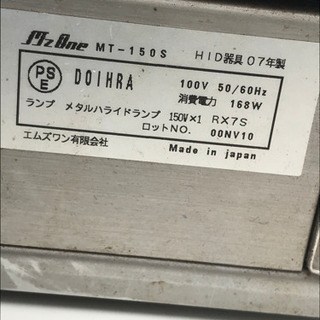 M'z One MT-150S HID器具07年製
PS E DOIHRA 100V 50/60Hz
消費電力 168W
ランプ メタルハライドランプ 150W×1 RX7S
ロットNO. 00NV10
エムズワン有限会社
Made in japan